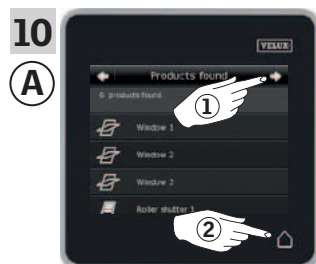 10
A
VELUX
Products found
6 products found
1
Window 1
Window 2
Window 3
Roller shutter 1
2